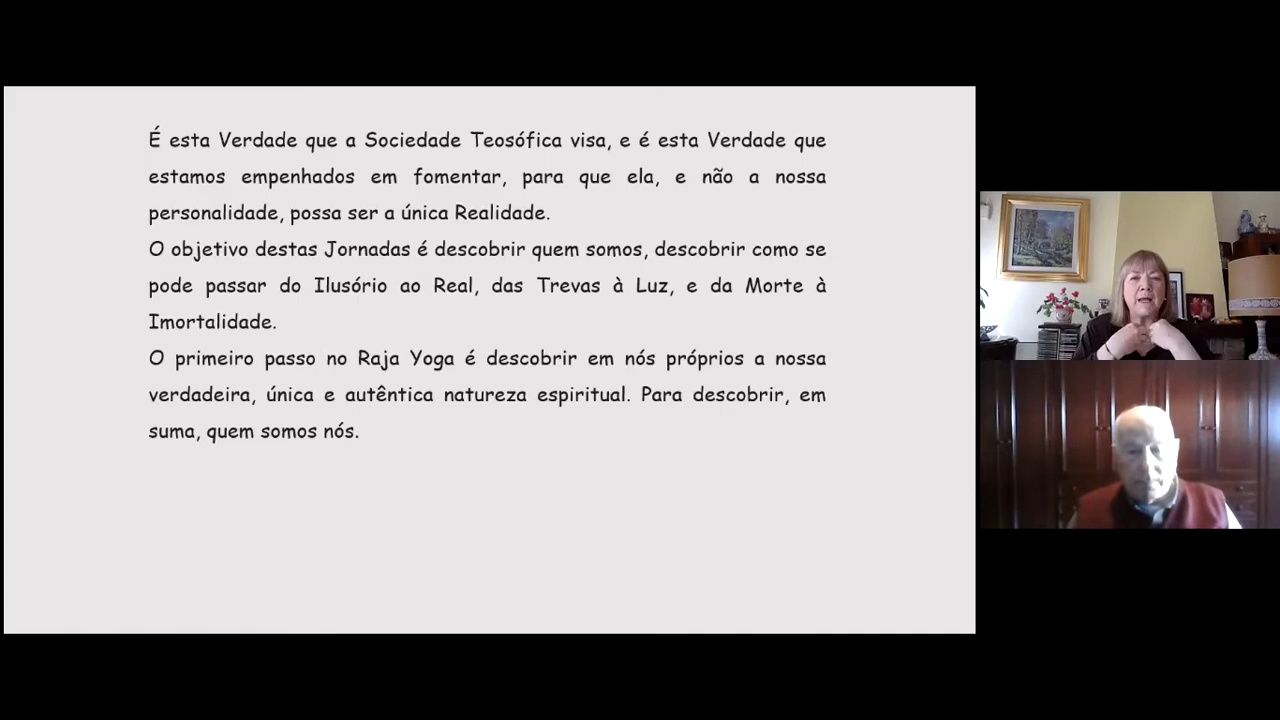 É esta Verdade que a Sociedade Teosófica visa, e é esta Verdade que
estamos empenhados em fomentar, para que ela, e não a nossa
personalidade, possa ser a única Realidade.
O objetivo destas Jornadas é descobrir quem somos, descobrir como se
pode passar do Ilusório ao Real, das Trevas à Luz, e da Morte à
Imortalidade.
O primeiro passo no Raja Yoga é descobrir em nós próprios a nossa
verdadeira, única e autêntica natureza espiritual. Para descobrir, em
suma, quem somos nós.